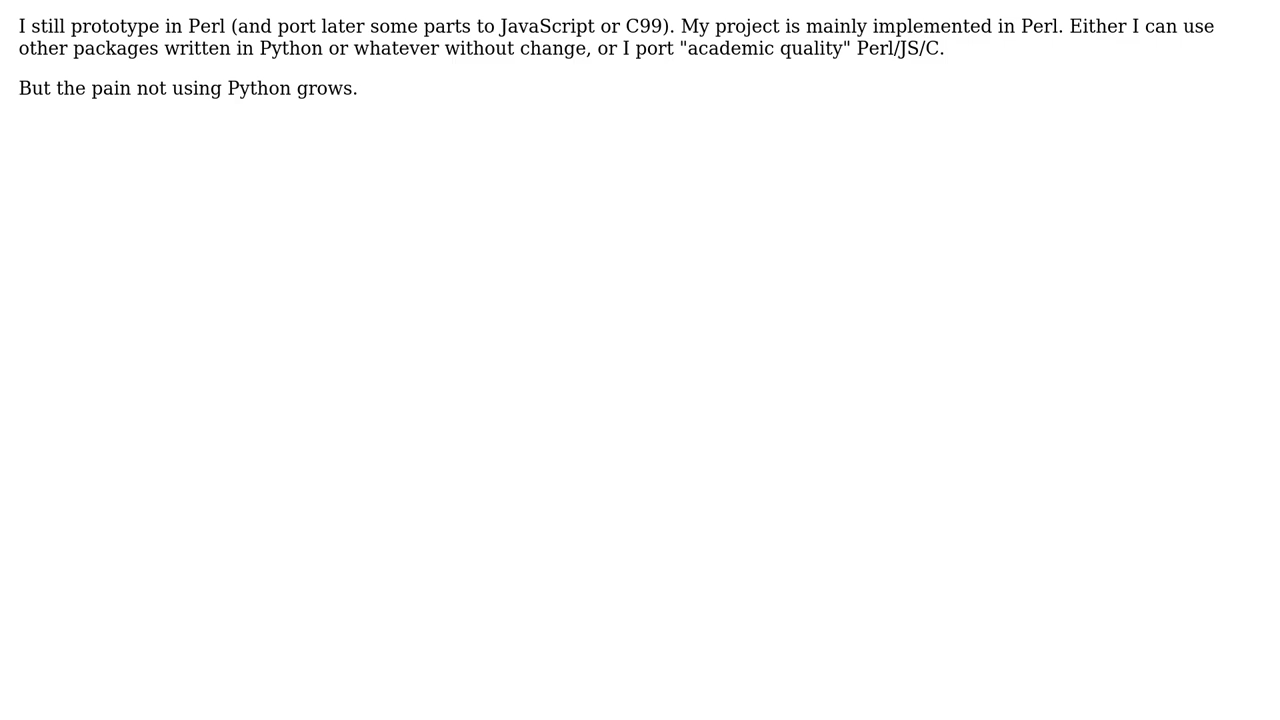 I still prototype in Perl (and port later some parts to JavaScript or C99). My project is mainly implemented in Perl. Either I can use
other packages written in Python or whatever without change, or I port "academic quality" Perl/JS/C.
But the pain not using Python grows.